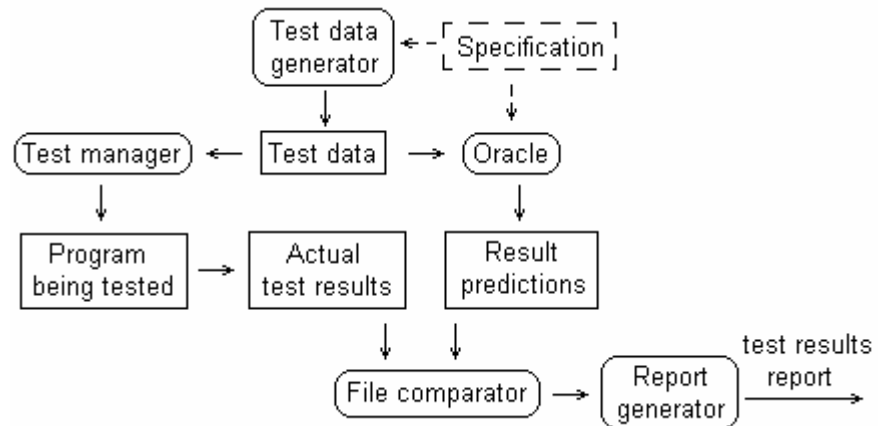 Test data
generator
Specification
Test manager
Test data
Oracle
Program
being tested
Actual
test results
Result
predictions
File comparator
Report
generator
test results
report